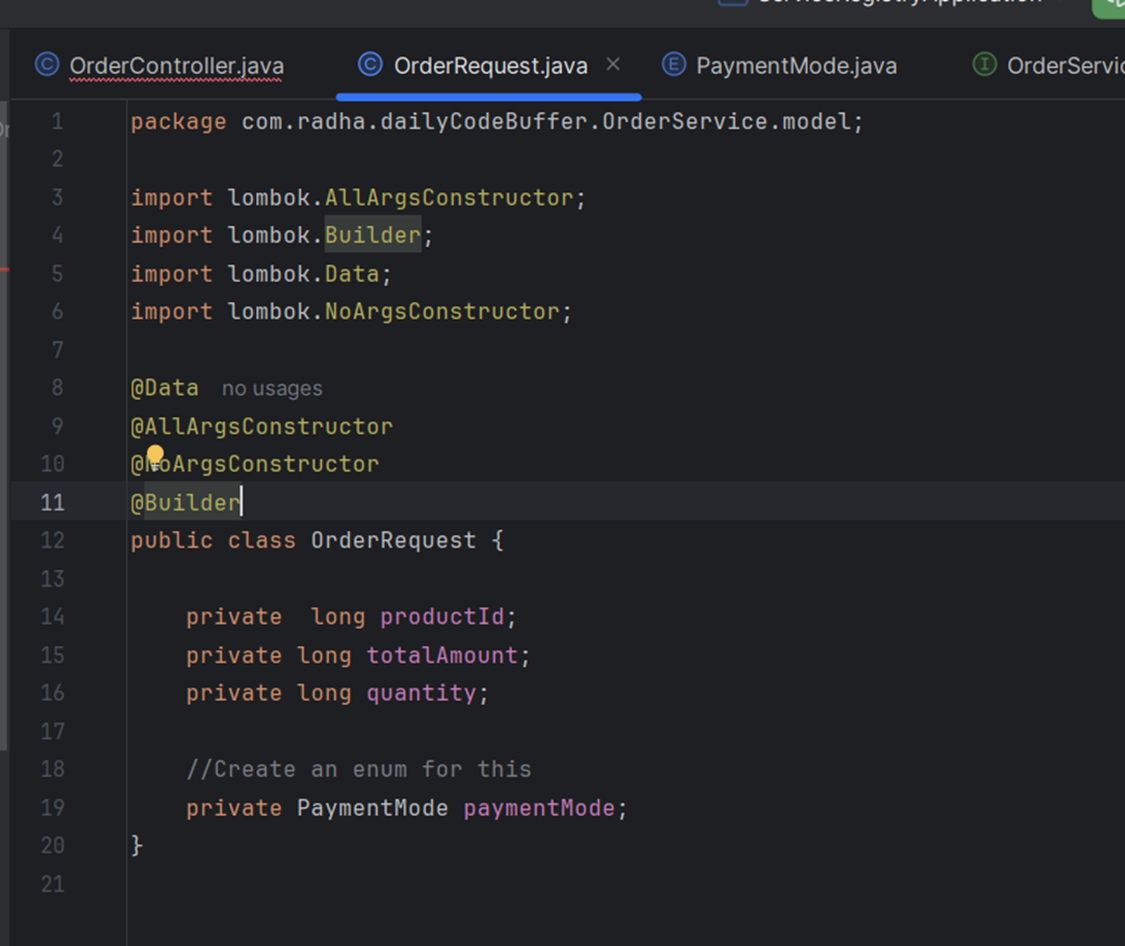 OrderController.java OrderRequest.java PaymentMode.java
1 package com.radha.dailyCodeBuffer.OrderService.model;
2
3 import lombok.AllArgsConstructor;
4 import lombok.Builder;
5 import lombok.Data;
6 import lombok.NoArgsConstructor;
7
8 @Data no usages
9 @AllArgsConstructor
10 @NoArgsConstructor
11 @Builder
12 public class OrderRequest {
13
14 private  long productId;
15 private long totalAmount;
16 private long quantity;
17
18 //Create an enum for this
19 private PaymentMode paymentMode;
20 }
21